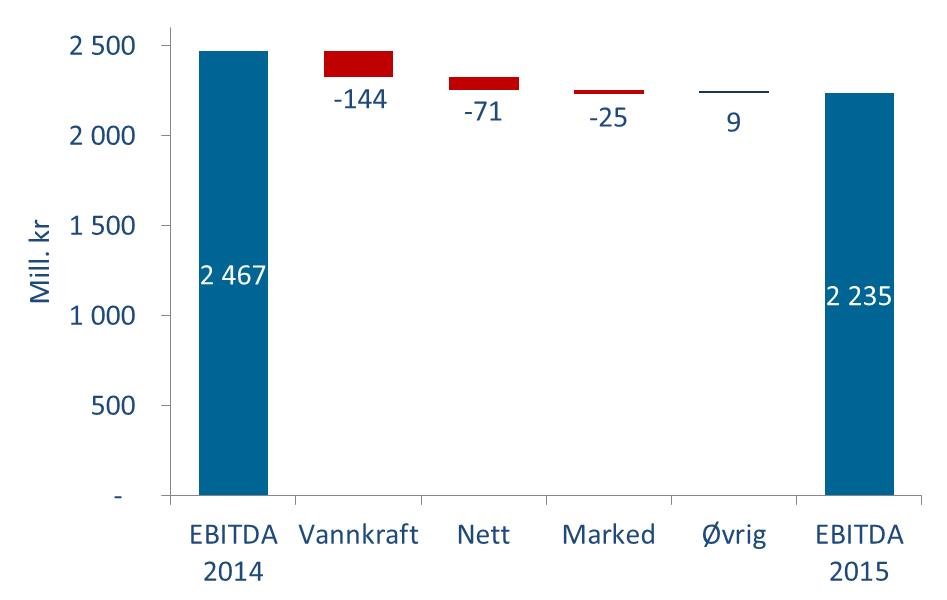 Mill. kr
2 500
2 000
1 500
1 000
500
-
2 467
-144
-71
-25
9
2 235
EBITDA 2014
Vannkraft
Nett
Marked
Øvrig
EBITDA 2015